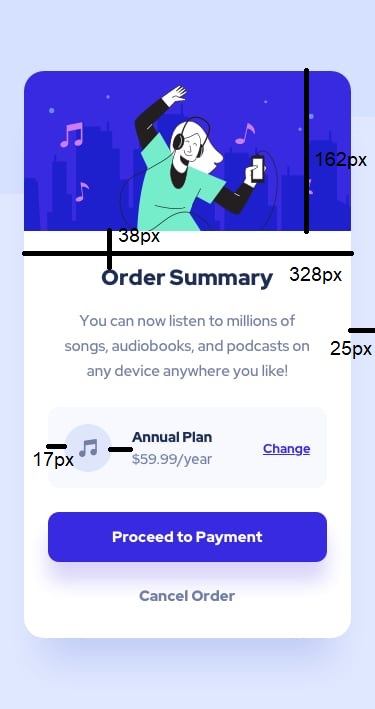 162px
38px
Order Summary
328px
You can now listen to millions of
songs, audiobooks, and podcasts on
any device anywhere you like!
25px
Annual Plan
$59.99/year
Change
17px
Proceed to Payment
Cancel Order